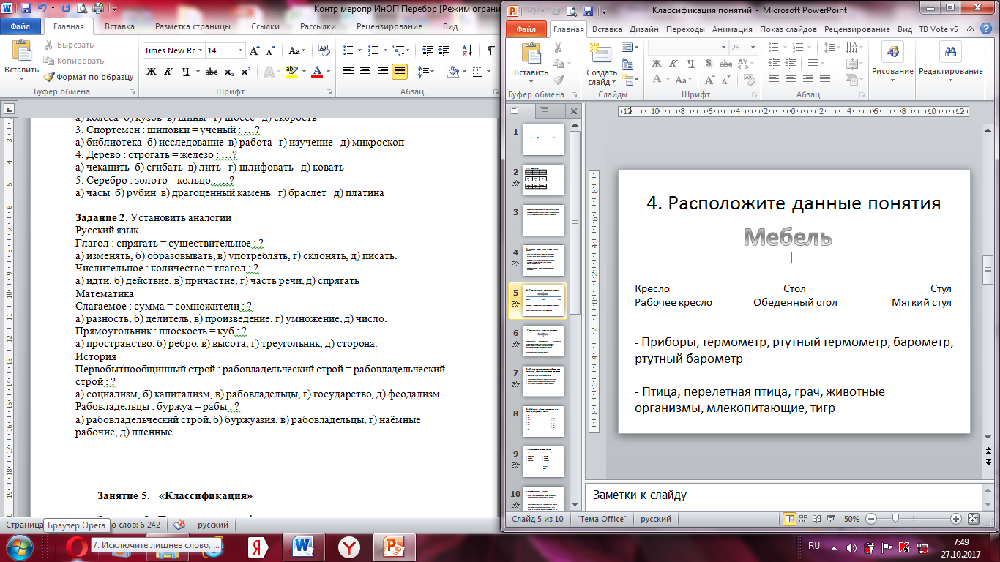 Контр меропр ИнОП Перебор [Режим ограни
Файл Главная Вставка Разметка страницы Ссылки Рассылки Рецензирование Вид
Вставить
Вырезать
Копировать
Формат по образцу
Times New Ro 14
Буфер обмена Шрифт Абзац
а) колеса б) кузов в) шины г) шоссе д) скорость
3. Спортсмен : шиповки = ученый : …?
а) библиотека б) исследование в) работа г) изучение д) микроскоп
4. Дерево : строгать = железо : …?
а) чеканить б) сгибать в) лить г) шлифовать д) ковать
5. Серебро : золото = кольцо : …?
а) часы б) рубин в) драгоценный камень г) браслет д) платина
Задание 2. Установить аналогии
Русский язык
Глагол : спрягать = существительное : ?
а) изменять, б) образовывать, в) употреблять, г) склонять, д) писать.
Числительное : количество = глагол : ?
а) идти, б) действие, в) причастие, г) часть речи, д) спрягать
Математика
Слагаемое : сумма = сомножители : ?
а) разность, б) делитель, в) произведение, г) умножение, д) число.
Прямоугольник : плоскость = куб : ?
а) пространство, б) ребро, в) высота, г) треугольник, д) сторона.
История
Первобытнообщинный строй : рабовладельческий строй = рабовладельческий
строй : ?
а) социализм, б) капитализм, в) рабовладельцы, г) государство, д) феодализм.
Рабовладельцы : буржуа = рабы : ?
а) рабовладельческий строй, б) буржуазия, в) рабовладельцы, г) наёмные
рабочие, д) пленные
Занятие 5. «Классификация»
Страница
Браузер Opera
о слов: 6 242 русский
7. Исключите лишнее слово, ...
Классификация понятий - Microsoft PowerPoint
Файл Главная Вставка Дизайн Переходы Анимация Показ слайдов Рецензирование Вид TB Vote v5
Вставить
Создать
слайд
28
Рисование Редактирование
Буфер обмена Слайды Шрифт Абзац
1
2
3
4
5
6
7
8
9
10
4. Расположите данные понятия
Мебель
Кресло Стол Стул
Рабочее кресло Обеденный стол Мягкий стул
- Приборы, термометр, ртутный термометр, барометр,
ртутный барометр
- Птица, перелетная птица, грач, животные
организмы, млекопитающие, тигр
Заметки к слайду
Слайд 5 из 10 "Тема Office" русский 50%
RU 7:49
27.10.2017